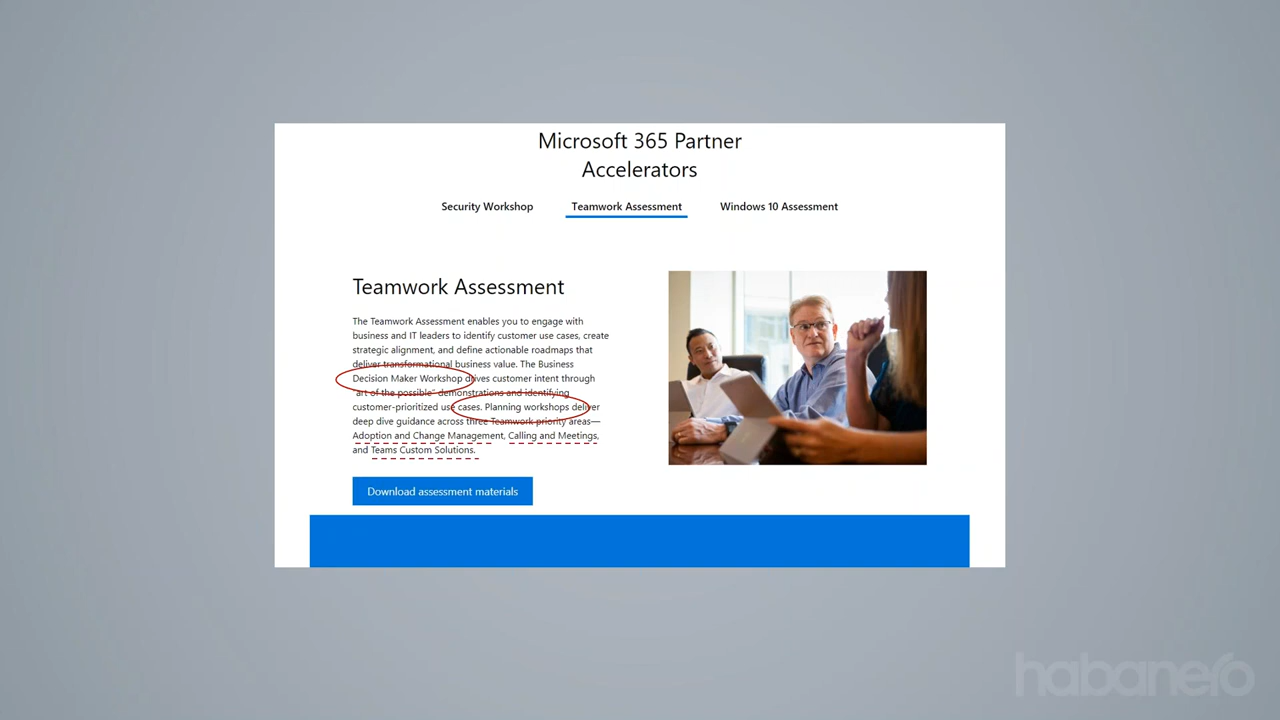 Microsoft 365 Partner
Accelerators
Security Workshop
Teamwork Assessment
Windows 10 Assessment
Teamwork Assessment
The Teamwork Assessment enables you to engage with
business and IT leaders to identify customer use cases, create
strategic alignment, and define actionable roadmaps that
deliver transformational business value. The Business
Decision Maker Workshop drives customer intent through
"art of the possible" demonstrations and identifying
customer-prioritized use cases. Planning workshops deliver
deep dive guidance across three Teamwork priority areas—
Adoption and Change Management, Calling and Meetings,
and Teams Custom Solutions.
Download assessment materials
habanero